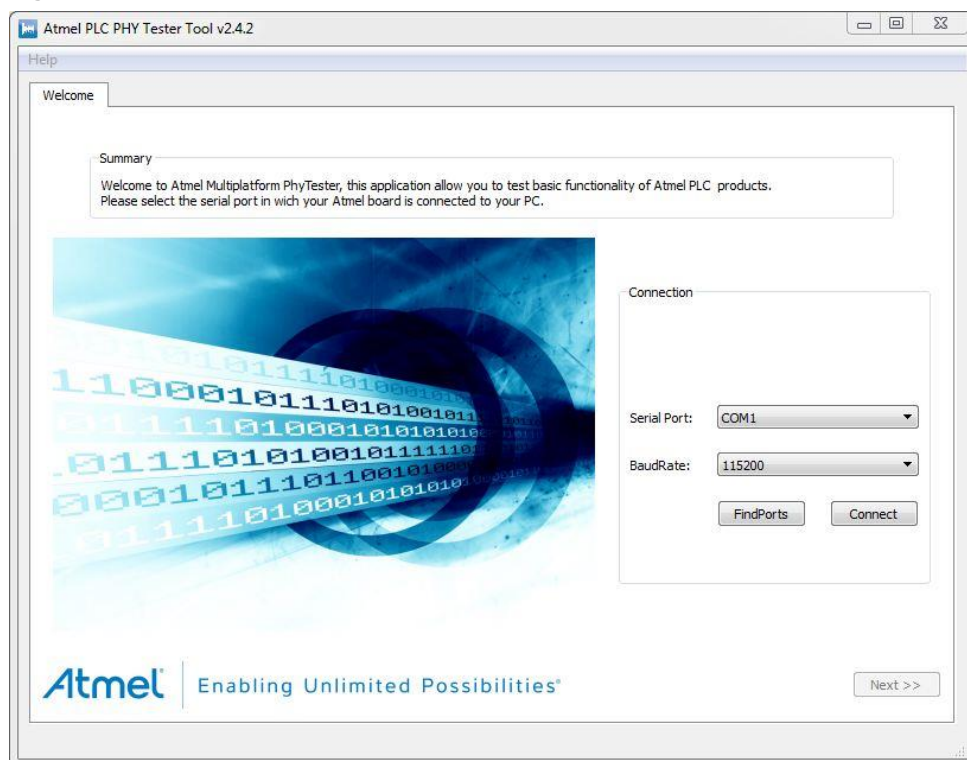 Atmel PLC PHY Tester Tool v2.4.2
Help
Welcome
Summary
Welcome to Atmel Multiplatform PhyTester, this application allow you to test basic functionality of Atmel PLC products.
Please select the serial port in wich your Atmel board is connected to your PC.
Connection
Serial Port: COM1
BaudRate: 115200
FindPorts Connect
Atmel Enabling Unlimited Possibilities®
Next >>